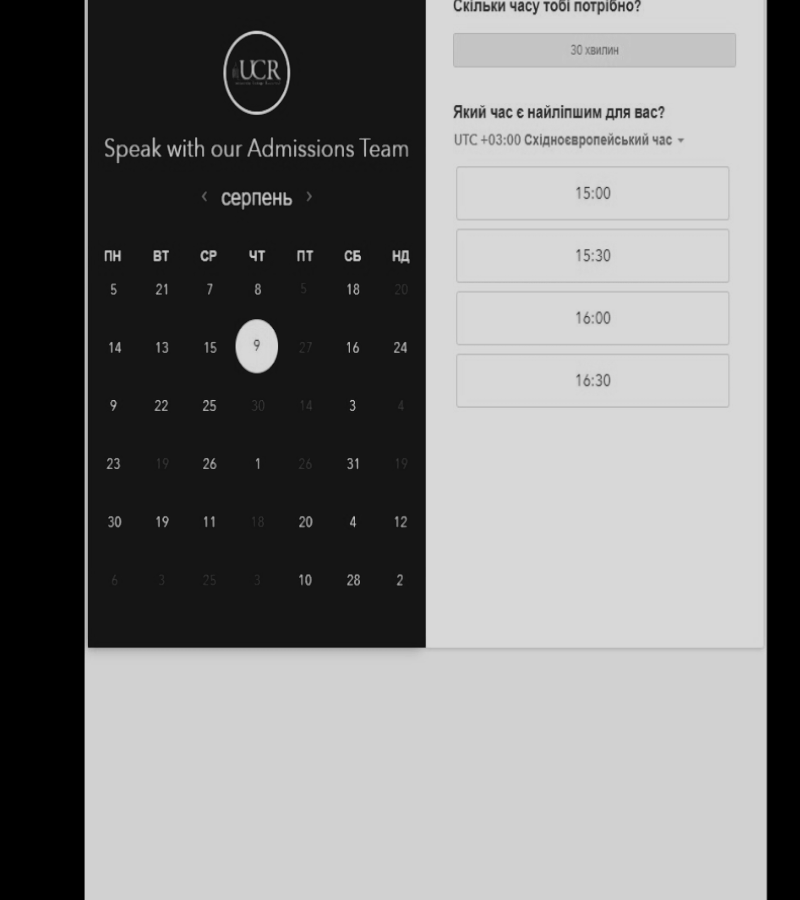 Скільки часу тобі потрібно?
30 хвилин
UCR
Speak with our Admissions Team
‹ серпень ›
ПН ВТ СР ЧТ ПТ СБ НД
5 21 7 8 5 18 20
14 13 15 9 27 16 24
9 22 25 30 14 3 4
23 19 26 1 26 31 19
30 19 11 18 20 4 12
6 3 25 3 10 28 2
Який час є найліпшим для вас?
UTC +03:00 Східноєвропейський час
15:00
15:30
16:00
16:30